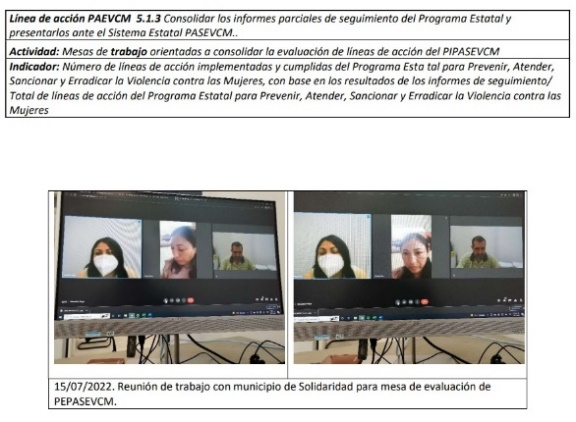 Línea de acción PAEVCM 5.1.3 Consolidar los informes parciales de seguimiento del Programa Estatal y
presentarlos ante el Sistema Estatal PASEVCM..
Actividad: Mesas de trabajo orientadas a consolidar la evaluación de líneas de acción del PIPASEVCM
Indicador: Número de líneas de acción implementadas y cumplidas del Programa Esta tal para Prevenir, Atender,
Sancionar y Erradicar la Violencia contra las Mujeres, con base en los resultados de los informes de seguimiento/
Total de líneas de acción del Programa Estatal para Prevenir, Atender, Sancionar y Erradicar la Violencia contra las
Mujeres
15/07/2022. Reunión de trabajo con municipio de Solidaridad para mesa de evaluación de
PEPASEVCM.